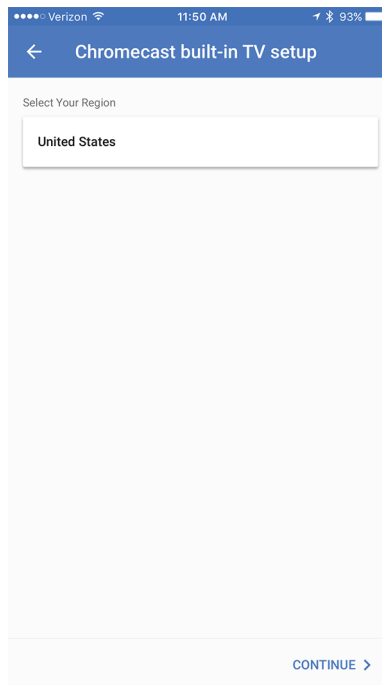 Verizon 11:50 AM 93%
Chromecast built-in TV setup
Select Your Region
United States
CONTINUE